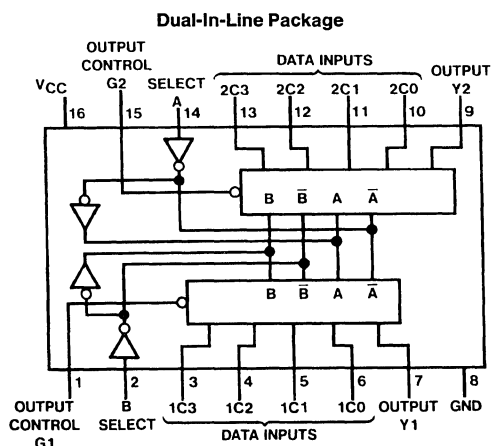 Dual-In-Line Package
OUTPUT
CONTROL
G2
SELECT
A
DATA INPUTS
OUTPUT
Y2
VCC
2C3 2C2 2C1 2C0
16 15 14 13 12 11 10 9
B B̅ A A̅
B B̅ A A̅
1 2 3 4 5 6 7 8
OUTPUT
CONTROL
G1
B
SELECT
1C3 1C2 1C1 1C0
DATA INPUTS
OUTPUT
Y1
GND